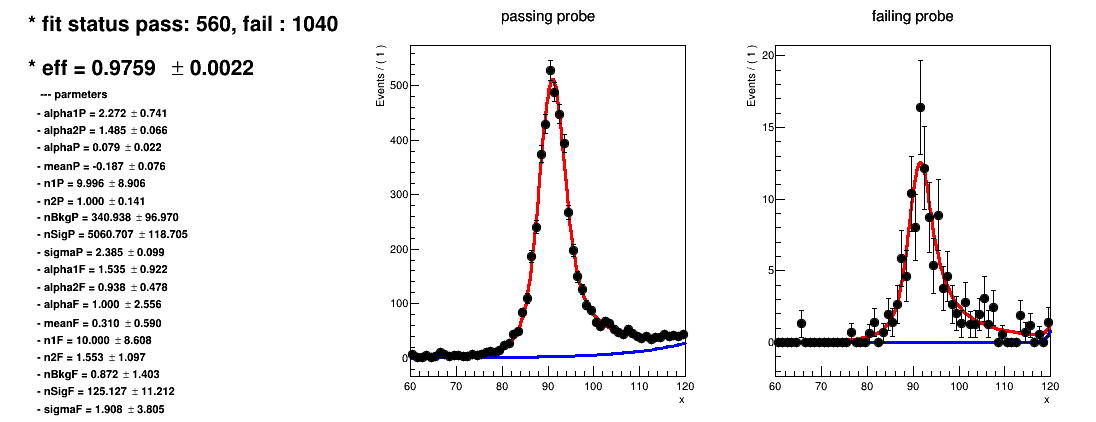 * fit status pass: 560, fail : 1040
* eff = 0.9759 ± 0.0022
--- parmeters
- alpha1P = 2.272 ± 0.741
- alpha2P = 1.485 ± 0.066
- alphaP = 0.079 ± 0.022
- meanP = -0.187 ± 0.076
- n1P = 9.996 ± 8.906
- n2P = 1.000 ± 0.141
- nBkgP = 340.938 ± 96.970
- nSigP = 5060.707 ± 118.705
- sigmaP = 2.385 ± 0.099
- alpha1F = 1.535 ± 0.922
- alpha2F = 0.938 ± 0.478
- alphaF = 1.000 ± 2.556
- meanF = 0.310 ± 0.590
- n1F = 10.000 ± 8.608
- n2F = 1.553 ± 1.097
- nBkgF = 0.872 ± 1.403
- nSigF = 125.127 ± 11.212
- sigmaF = 1.908 ± 3.805
passing probe
Events / ( 1 )
500
400
300
200
100
0
60 70 80 90 100 110 120
x
failing probe
Events / ( 1 )
20
15
10
5
0
60 70 80 90 100 110 120
x